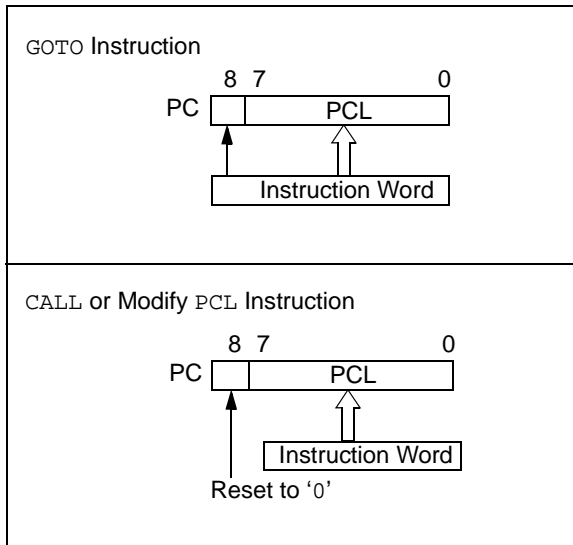 GOTO Instruction
8 7 0
PC PCL
Instruction Word
CALL or Modify PCL Instruction
8 7 0
PC PCL
Instruction Word
Reset to ‘0’